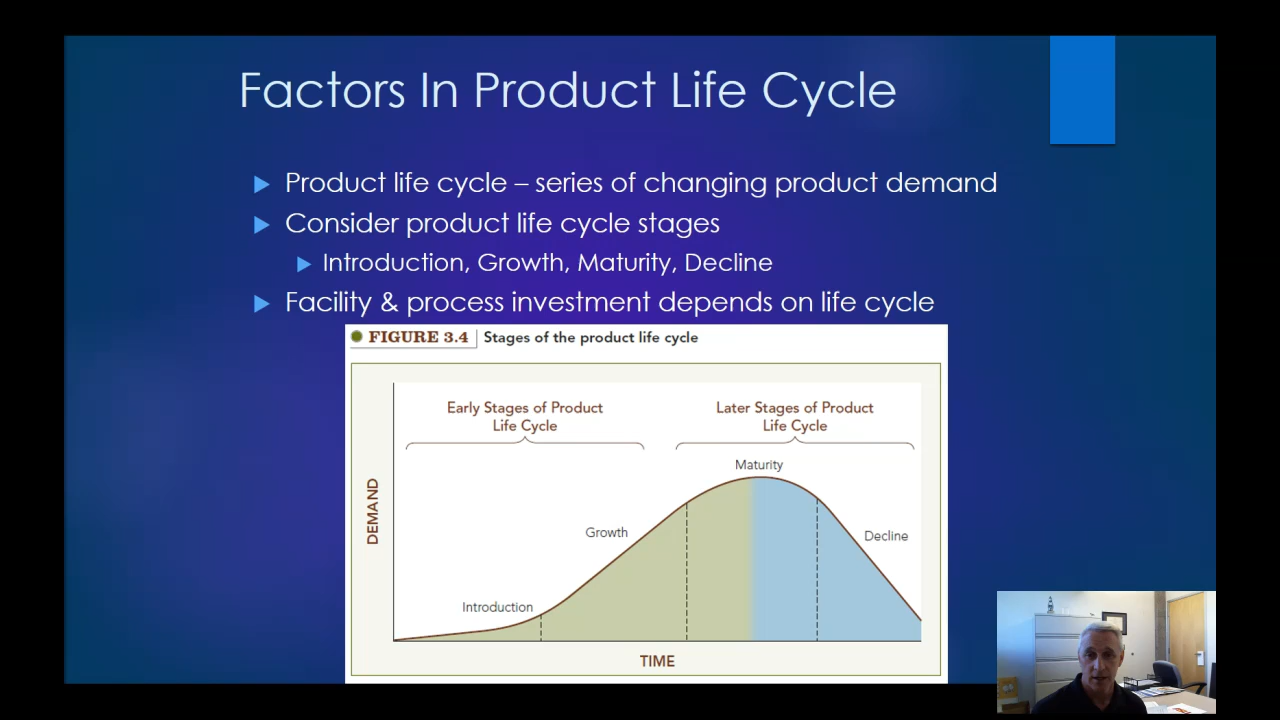 Factors In Product Life Cycle
Product life cycle – series of changing product demand
Consider product life cycle stages
Introduction, Growth, Maturity, Decline
Facility & process investment depends on life cycle
FIGURE 3.4 Stages of the product life cycle
Early Stages of Product
Life Cycle
Later Stages of Product
Life Cycle
Maturity
DEMAND
Growth
Decline
Introduction
TIME